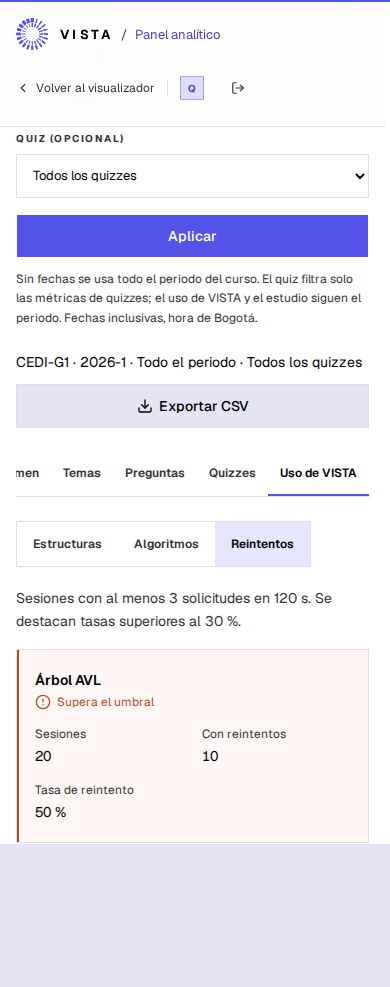 VISTA / Panel analítico
Volver al visualizador Q
QUIZ (OPCIONAL)
Todos los quizzes
Aplicar
Sin fechas se usa todo el periodo del curso. El quiz filtra solo
las métricas de quizzes; el uso de VISTA y el estudio siguen el
periodo. Fechas inclusivas, hora de Bogotá.
CEDI-G1 · 2026-1 · Todo el periodo · Todos los quizzes
Exportar CSV
men Temas Preguntas Quizzes Uso de VISTA
Estructuras Algoritmos Reintentos
Sesiones con al menos 3 solicitudes en 120 s. Se
destacan tasas superiores al 30 %.
Árbol AVL
Supera el umbral
Sesiones Con reintentos
20 10
Tasa de reintento
50 %